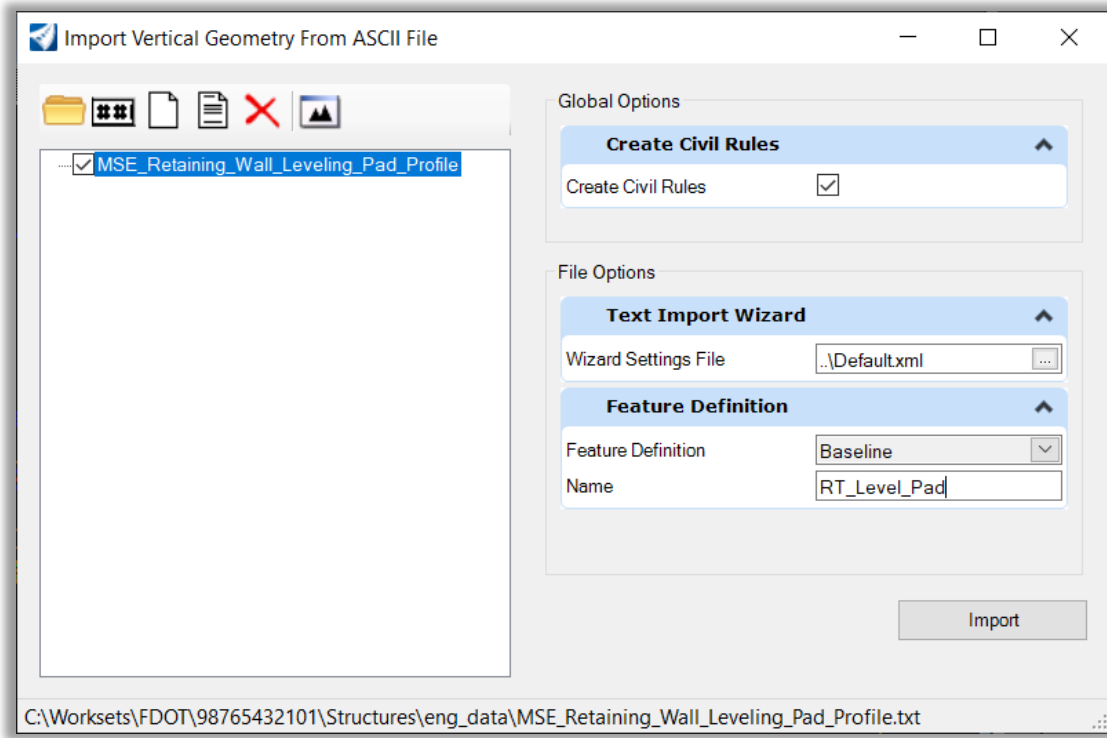 Import Vertical Geometry From ASCII File
##
MSE_Retaining_Wall_Leveling_Pad_Profile
Global Options
Create Civil Rules
Create Civil Rules
File Options
Text Import Wizard
Wizard Settings File ..\Default.xml ...
Feature Definition
Feature Definition Baseline
Name RT_Level_Pad
Import
C:\Worksets\FDOT\98765432101\Structures\eng_data\MSE_Retaining_Wall_Leveling_Pad_Profile.txt